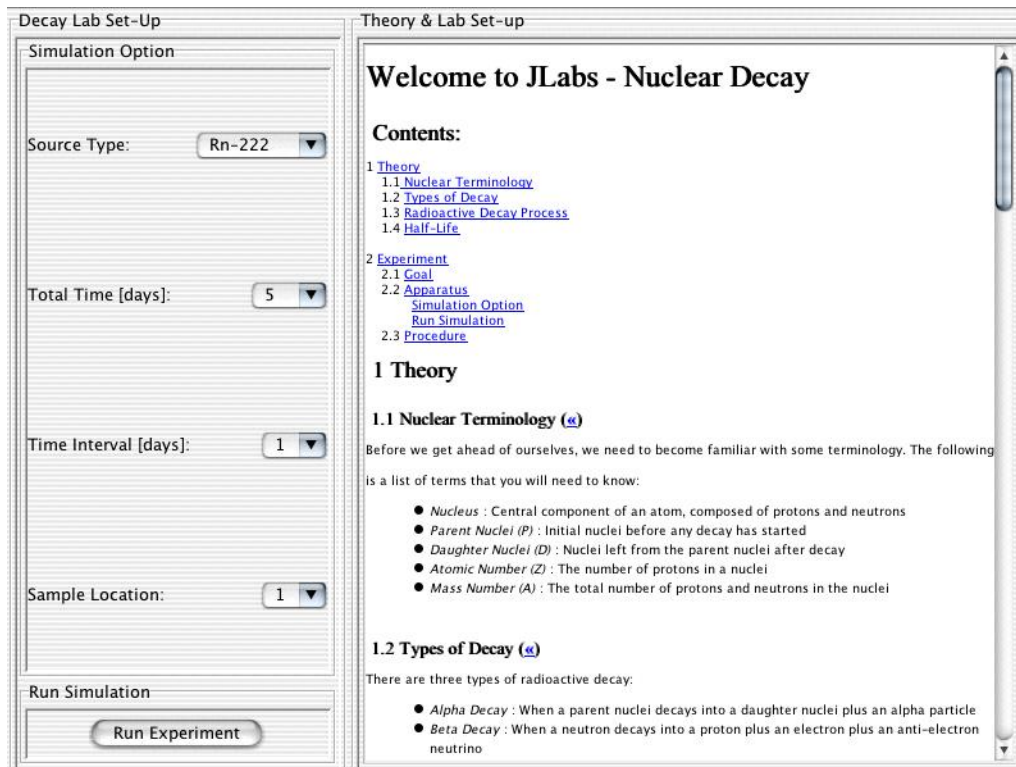 Decay Lab Set-Up
Simulation Option
Source Type:
Rn-222
Total Time [days]:
5
Time Interval [days]:
1
Sample Location:
1
Run Simulation
Run Experiment
Theory & Lab Set-up
Welcome to JLabs - Nuclear Decay
Contents:
1 Theory
1.1 Nuclear Terminology
1.2 Types of Decay
1.3 Radioactive Decay Process
1.4 Half-Life
2 Experiment
2.1 Goal
2.2 Apparatus
Simulation Option
Run Simulation
2.3 Procedure
1 Theory
1.1 Nuclear Terminology («)
Before we get ahead of ourselves, we need to become familiar with some terminology. The following
is a list of terms that you will need to know:
● Nucleus : Central component of an atom, composed of protons and neutrons
● Parent Nuclei (P) : Initial nuclei before any decay has started
● Daughter Nuclei (D) : Nuclei left from the parent nuclei after decay
● Atomic Number (Z) : The number of protons in a nuclei
● Mass Number (A) : The total number of protons and neutrons in the nuclei
1.2 Types of Decay («)
There are three types of radioactive decay:
● Alpha Decay : When a parent nuclei decays into a daughter nuclei plus an alpha particle
● Beta Decay : When a neutron decays into a proton plus an electron plus an anti-electron
neutrino